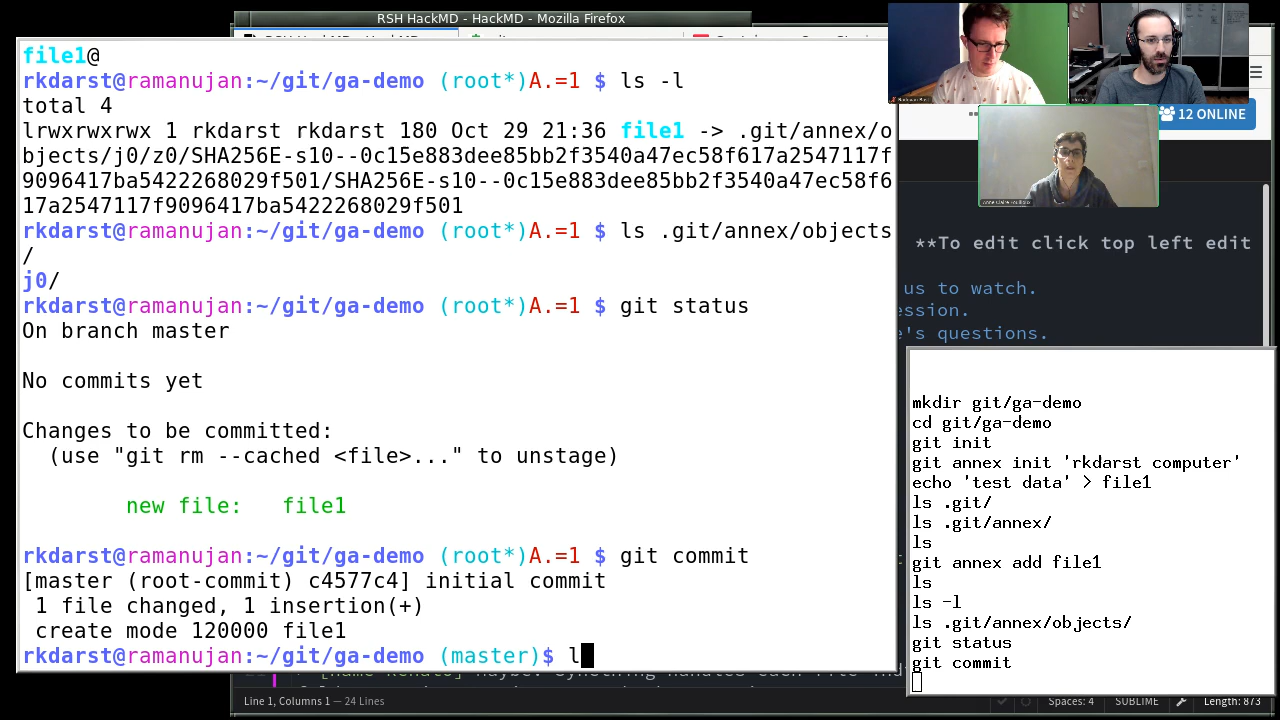 RSH HackMD - HackMD - Mozilla Firefox
file1@
rkdarst@ramanujan:~/git/ga-demo (root*)A.=1 $ ls -l
total 4
lrwxrwxrwx 1 rkdarst rkdarst 180 Oct 29 21:36 file1 -> .git/annex/o
bjects/j0/z0/SHA256E-s10--0c15e883dee85bb2f3540a47ec58f617a2547117f
9096417ba5422268029f501/SHA256E-s10--0c15e883dee85bb2f3540a47ec58f6
17a2547117f9096417ba5422268029f501
rkdarst@ramanujan:~/git/ga-demo (root*)A.=1 $ ls .git/annex/objects
/
j0/
rkdarst@ramanujan:~/git/ga-demo (root*)A.=1 $ git status
On branch master
No commits yet
Changes to be committed:
(use "git rm --cached <file>..." to unstage)
new file:   file1
rkdarst@ramanujan:~/git/ga-demo (root*)A.=1 $ git commit
[master (root-commit) c4577c4] initial commit
1 file changed, 1 insertion(+)
create mode 120000 file1
rkdarst@ramanujan:~/git/ga-demo (master)$ l
12 ONLINE
**To edit click top left edit
us to watch.
ession.
e's questions.
mkdir git/ga-demo
cd git/ga-demo
git init
git annex init 'rkdarst computer'
echo 'test data' > file1
ls .git/
ls .git/annex/
ls
git annex add file1
ls
ls -l
ls .git/annex/objects/
git status
git commit
Line 1, Columns 1 — 24 Lines
Spaces: 4
SUBLIME
Length: 873